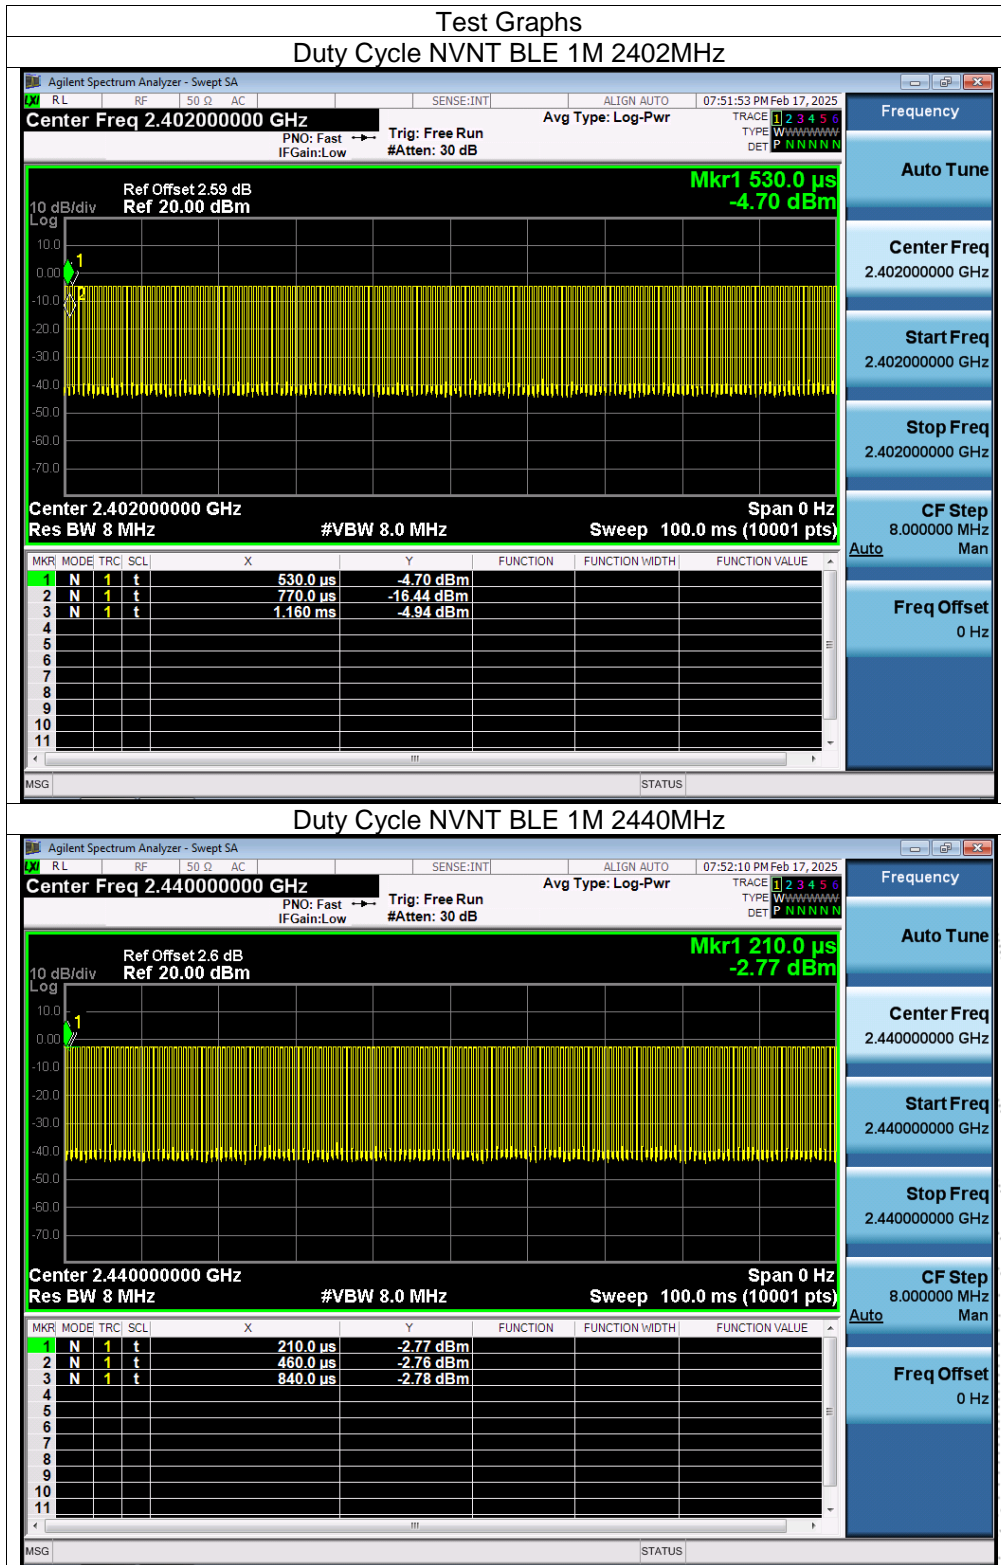 Test Graphs
Duty Cycle NVNT BLE 1M 2402MHz
Agilent Spectrum Analyzer - Swept SA
LXI RL RF 50 Ω AC SENSE:INT ALIGN AUTO 07:51:53 PM Feb 17, 2025
Center Freq 2.402000000 GHz
Avg Type: Log-Pwr
TRACE 1 2 3 4 5 6
PNO: Fast Trig: Free Run
TYPE WWWWWW
IFGain:Low #Atten: 30 dB
DET P N N N N N
Frequency
Auto Tune
Center Freq
2.402000000 GHz
Start Freq
2.402000000 GHz
Stop Freq
2.402000000 GHz
CF Step
8.000000 MHz
Auto Man
Freq Offset
0 Hz
Mkr1 530.0 µs
-4.70 dBm
Ref Offset 2.59 dB
10 dB/div Ref 20.00 dBm
Log
10.0
1
0.00
2
-10.0
-20.0
-30.0
-40.0
-50.0
-60.0
-70.0
Center 2.402000000 GHz Span 0 Hz
Res BW 8 MHz #VBW 8.0 MHz Sweep 100.0 ms (10001 pts)
MKR MODE TRC SCL X Y FUNCTION FUNCTION WIDTH FUNCTION VALUE
1 N 1 t 530.0 µs -4.70 dBm
2 N 1 t 770.0 µs -16.44 dBm
3 N 1 t 1.160 ms -4.94 dBm
4
5
6
7
8
9
10
11
MSG STATUS
Duty Cycle NVNT BLE 1M 2440MHz
Agilent Spectrum Analyzer - Swept SA
LXI RL RF 50 Ω AC SENSE:INT ALIGN AUTO 07:52:10 PM Feb 17, 2025
Center Freq 2.440000000 GHz
Avg Type: Log-Pwr
TRACE 1 2 3 4 5 6
PNO: Fast Trig: Free Run
TYPE WWWWWW
IFGain:Low #Atten: 30 dB
DET P N N N N N
Frequency
Auto Tune
Center Freq
2.440000000 GHz
Start Freq
2.440000000 GHz
Stop Freq
2.440000000 GHz
CF Step
8.000000 MHz
Auto Man
Freq Offset
0 Hz
Mkr1 210.0 µs
-2.77 dBm
Ref Offset 2.6 dB
10 dB/div Ref 20.00 dBm
Log
10.0
1
0.00
-10.0
-20.0
-30.0
-40.0
-50.0
-60.0
-70.0
Center 2.440000000 GHz Span 0 Hz
Res BW 8 MHz #VBW 8.0 MHz Sweep 100.0 ms (10001 pts)
MKR MODE TRC SCL X Y FUNCTION FUNCTION WIDTH FUNCTION VALUE
1 N 1 t 210.0 µs -2.77 dBm
2 N 1 t 460.0 µs -2.76 dBm
3 N 1 t 840.0 µs -2.78 dBm
4
5
6
7
8
9
10
11
MSG STATUS